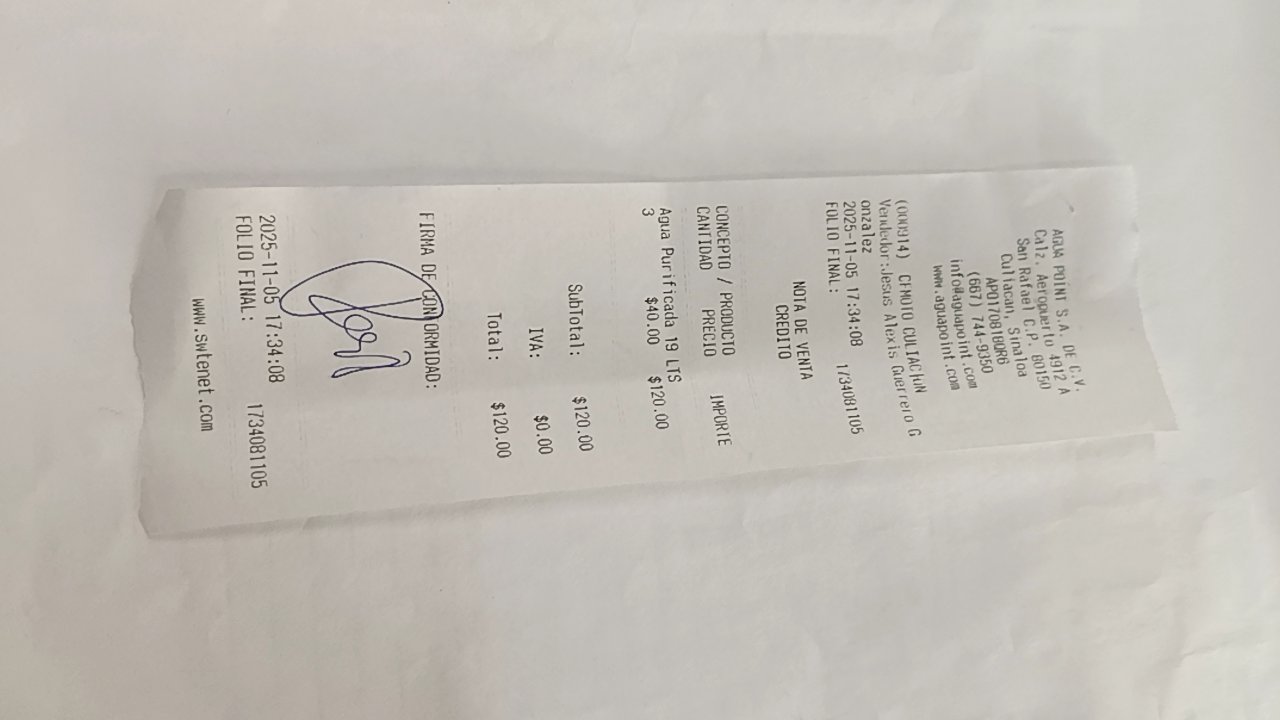 AGUA POINT S.A. DE C.V.
Calz. Aeropuerto 4912 A
San Rafael C.P. 80150
Culiacan, Sinaloa
APO170818QR6
(667) 744-9350
info@aguapoint.com
www.aguapoint.com
(000914) CFMOTO CULIACIUN
Vendedor:Jesus Alexis Guerrero G
onzalez
2025-11-05 17:34:08
FOLIO FINAL: 1734081105
NOTA DE VENTA
CREDITO
CONCEPTO / PRODUCTO
CANTIDAD PRECIO IMPORTE
Agua Purificada 19 LTS
3 $40.00 $120.00
SubTotal: $120.00
IVA: $0.00
Total: $120.00
FIRMA DE CONFORMIDAD:
2025-11-05 17:34:08
FOLIO FINAL: 1734081105
www.swtenet.com